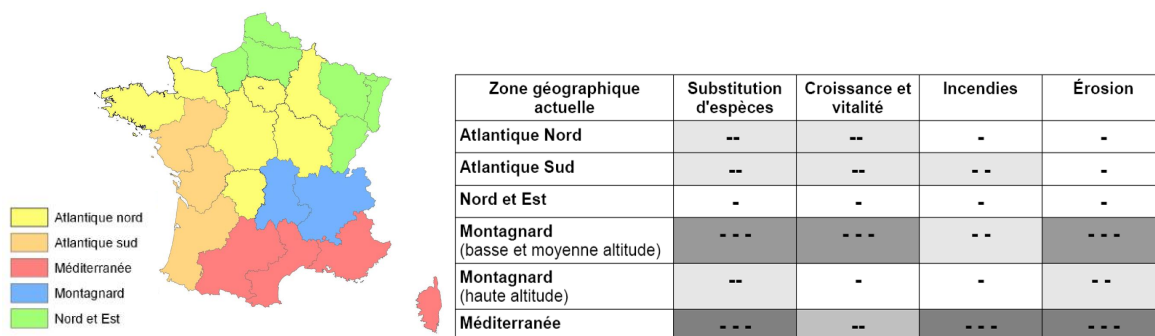 Atlantique nord
Atlantique sud
Méditerranée
Montagnard
Nord et Est
Zone géographique actuelle Substitution d'espèces Croissance et vitalité Incendies Érosion
Atlantique Nord -- -- - -
Atlantique Sud -- -- - - -
Nord et Est - - - -
Montagnard (basse et moyenne altitude) - - - - - - - - - - -
Montagnard (haute altitude) -- - - - -
Méditerranée - - - -- - - - - - -